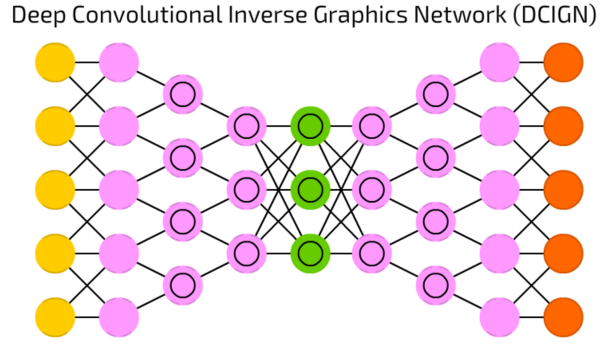 Deep Convolutional Inverse Graphics Network (DCIGN)